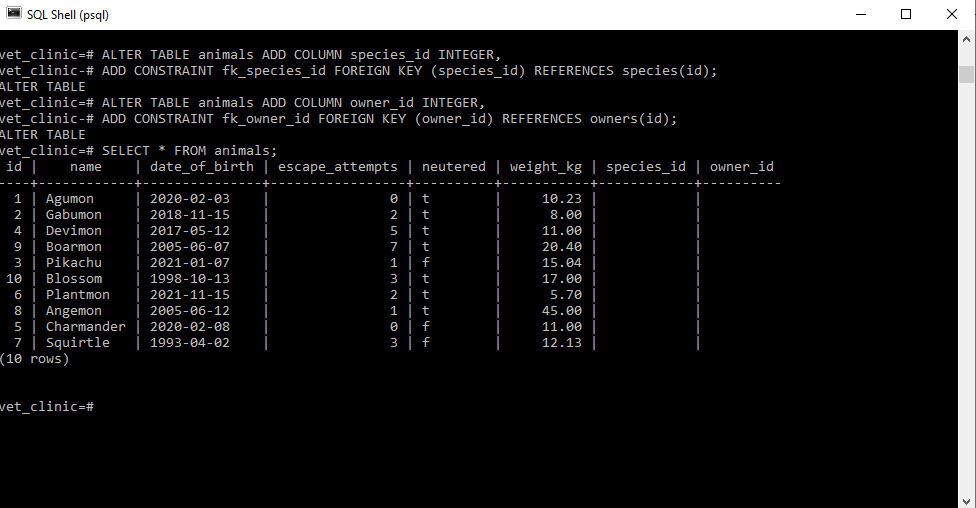 SQL Shell (psql)
vet_clinic=# ALTER TABLE animals ADD COLUMN species_id INTEGER,
vet_clinic-# ADD CONSTRAINT fk_species_id FOREIGN KEY (species_id) REFERENCES species(id);
ALTER TABLE
vet_clinic=# ALTER TABLE animals ADD COLUMN owner_id INTEGER,
vet_clinic-# ADD CONSTRAINT fk_owner_id FOREIGN KEY (owner_id) REFERENCES owners(id);
ALTER TABLE
vet_clinic=# SELECT * FROM animals;
 id |    name    | date_of_birth | escape_attempts | neutered | weight_kg | species_id | owner_id
----+------------+---------------+-----------------+----------+-----------+------------+----------
  1 | Agumon     | 2020-02-03    |               0 | t        |     10.23 |            |
  2 | Gabumon    | 2018-11-15    |               2 | t        |      8.00 |            |
  4 | Devimon    | 2017-05-12    |               5 | t        |     11.00 |            |
  9 | Boarmon    | 2005-06-07    |               7 | t        |     20.40 |            |
  3 | Pikachu    | 2021-01-07    |               1 | f        |     15.04 |            |
 10 | Blossom    | 1998-10-13    |               3 | t        |     17.00 |            |
  6 | Plantmon   | 2021-11-15    |               2 | t        |      5.70 |            |
  8 | Angemon    | 2005-06-12    |               1 | t        |     45.00 |            |
  5 | Charmander | 2020-02-08    |               0 | f        |     11.00 |            |
  7 | Squirtle   | 1993-04-02    |               3 | f        |     12.13 |            |
(10 rows)
vet_clinic=#